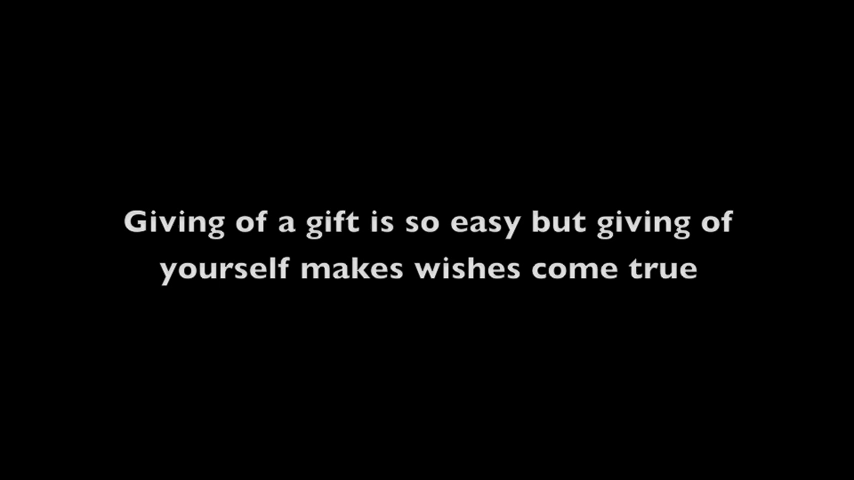 Giving of a gift is so easy but giving of
yourself makes wishes come true